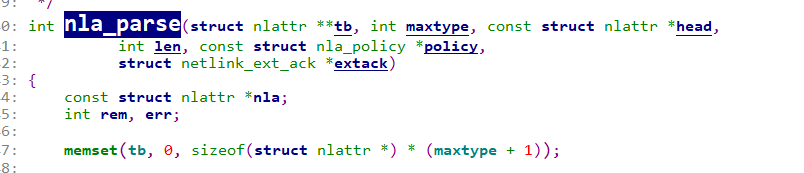 9: */
0: int nla_parse(struct nlattr **tb, int maxtype, const struct nlattr *head,
1: int len, const struct nla_policy *policy,
2: struct netlink_ext_ack *extack)
3: {
4: const struct nlattr *nla;
5: int rem, err;
6:
7: memset(tb, 0, sizeof(struct nlattr *) * (maxtype + 1));
8: